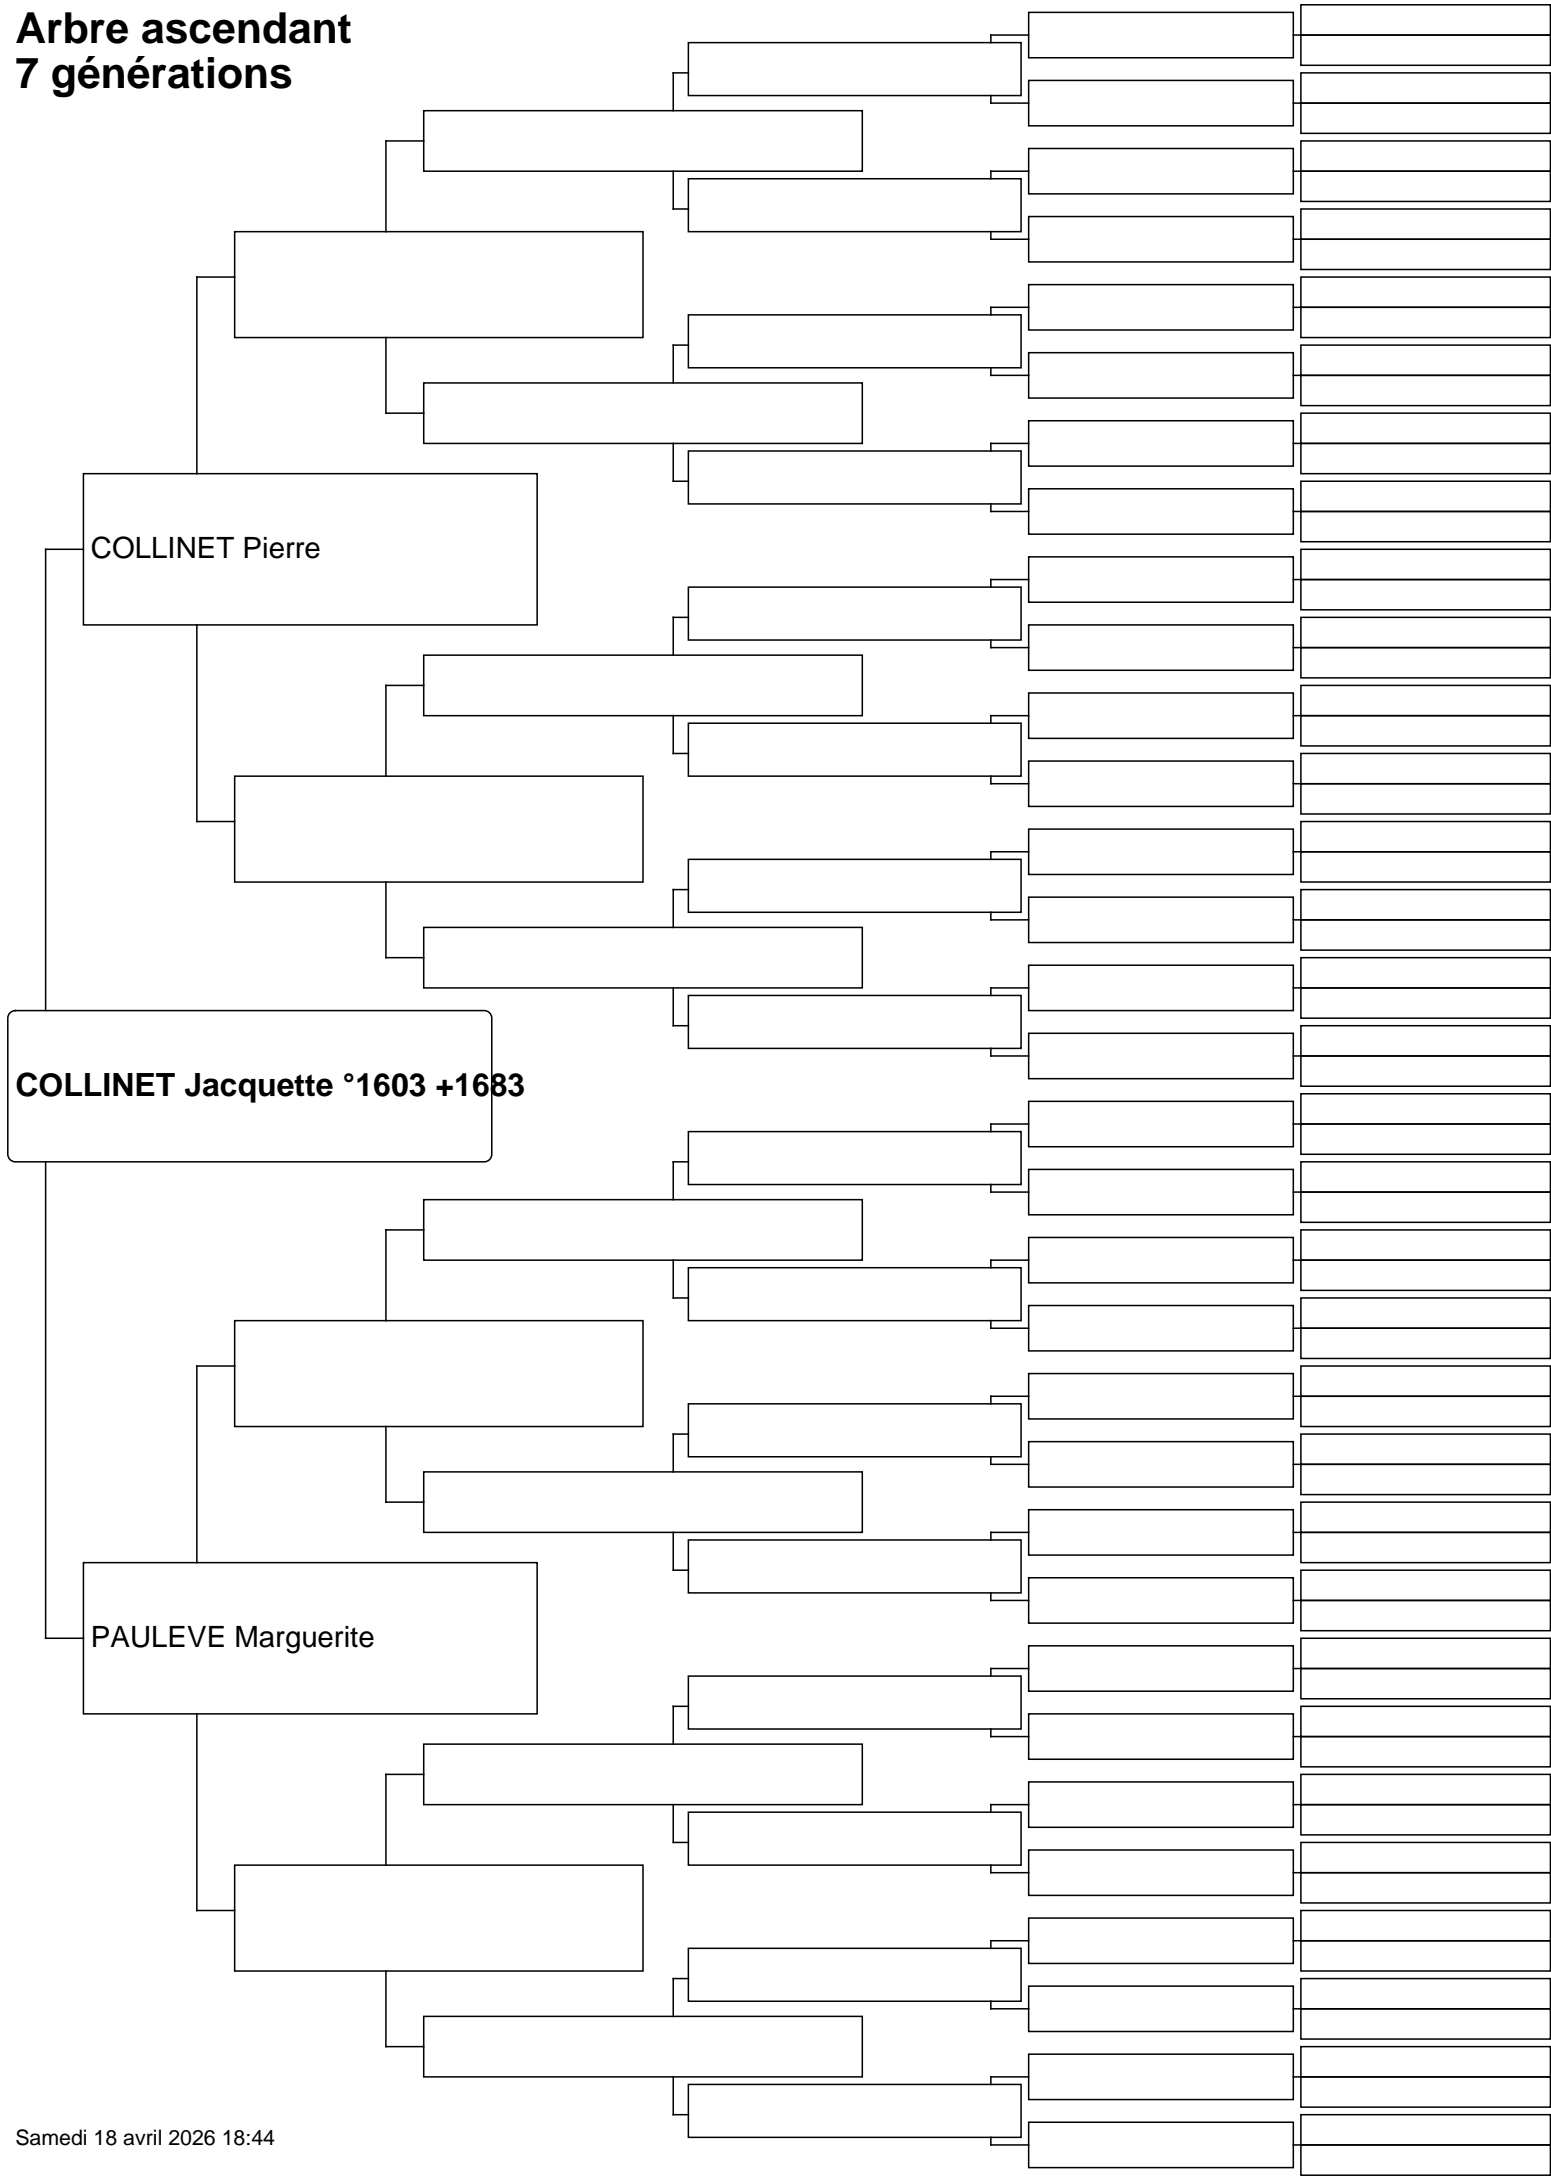 Arbre ascendant
7 générations
COLLINET Pierre
COLLINET Jacquette °1603 +1683
PAULEVE Marguerite
Samedi 18 avril 2026 18:44